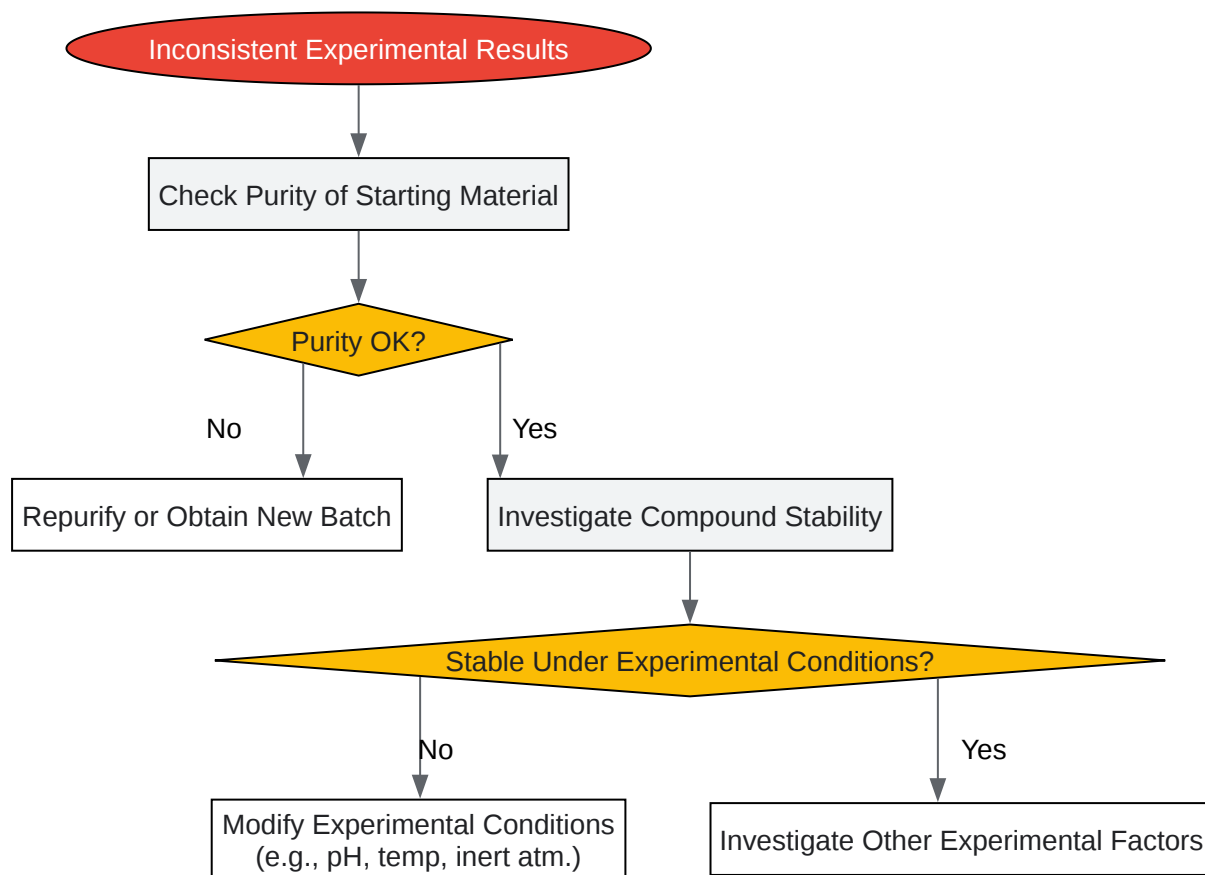 Inconsistent Experimental Results
Check Purity of Starting Material
Purity OK?
No
Yes
Repurify or Obtain New Batch
Investigate Compound Stability
Stable Under Experimental Conditions?
No
Yes
Modify Experimental Conditions
(e.g., pH, temp, inert atm.)
Investigate Other Experimental Factors